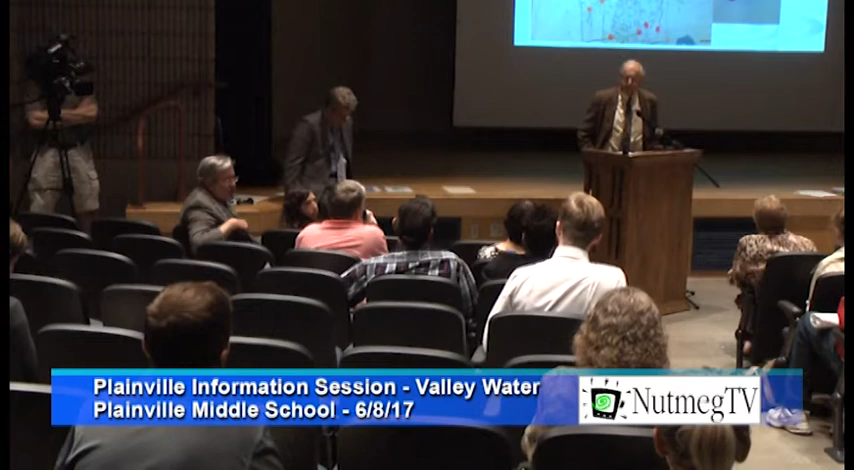 Plainville Information Session - Valley Water
Plainville Middle School - 6/8/17
NutmegTV